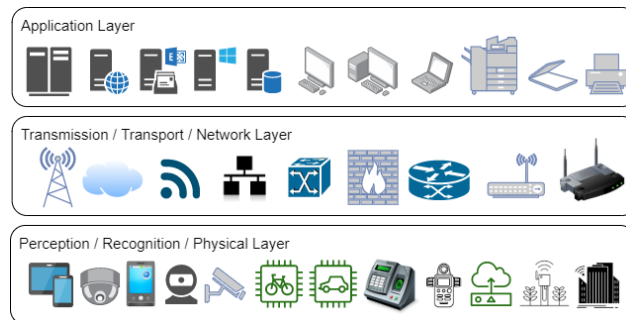 Application Layer
Transmission / Transport / Network Layer
Perception / Recognition / Physical Layer